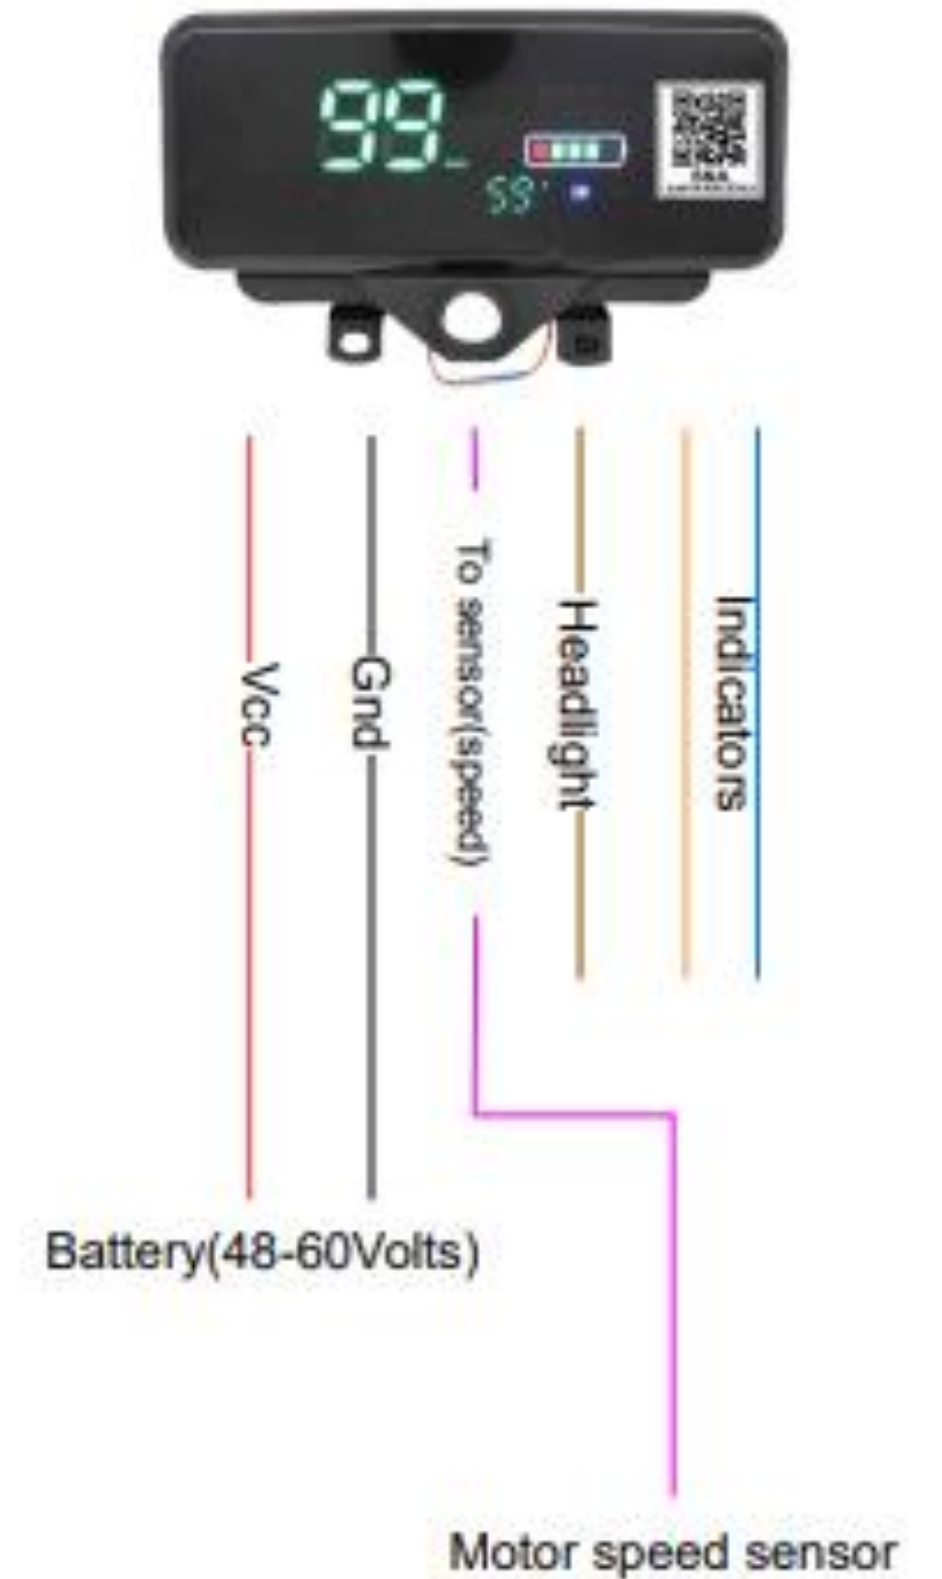 99
Vcc
Gnd
To sensor(speed)
Headlight
Indicators
Battery(48-60Volts)
Motor speed sensor